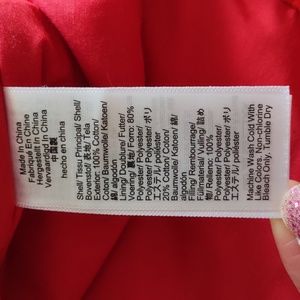 Made In China
Fabriqué En Chine
Hergestellt In China
Vervaardigd In China
中国製
hecho en china
Shell/ Tissu Principal/ Shell/
Bovenstof/ 表地/ Tela
Exterior: 100% Cotton/
Coton/ Baumwolle/ Katoen/
綿/ algodón
Lining/ Doublure/ Futter/
Voering/ 裏地/ Forro: 80%
Polyester/ Polyester/
Polyester/ Polyester/ ポリ
エステル/ poliéster
20% Cotton/ Coton/
Baumwolle/ Katoen/ 綿/
algodón
Filling/ Rembourrage/
Füllmaterial/ Vulling/ 詰め
物/ Relleno: 100%
Polyester/ Polyester/
Polyester/ Polyester/ ポリ
エステル/ poliéster
Machine Wash Cold With
Like Colors. Non-chlorine
Bleach Only. Tumble Dry